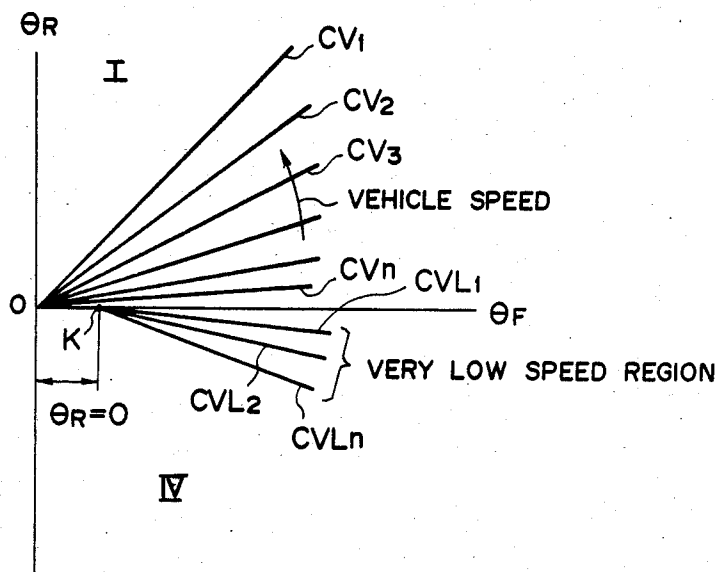 θR
I
CV1
CV2
CV3
VEHICLE SPEED
CVn
CVL1
O
K
θF
VERY LOW SPEED REGION
CVL2
θR=O
CVLn
IV